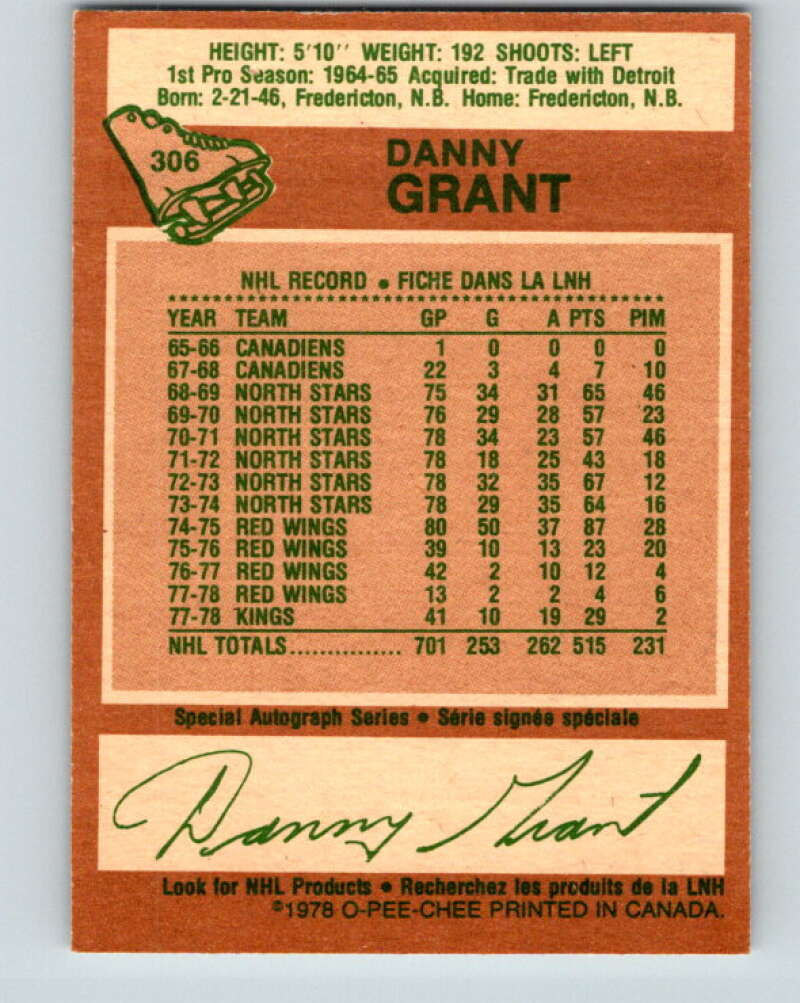 HEIGHT: 5'10'' WEIGHT: 192 SHOOTS: LEFT
1st Pro Season: 1964-65 Acquired: Trade with Detroit
Born: 2-21-46, Fredericton, N.B. Home: Fredericton, N.B.
306
DANNY
GRANT
NHL RECORD • FICHE DANS LA LNH
YEAR TEAM GP G A PTS PIM
65-66 CANADIENS 1 0 0 0 0
67-68 CANADIENS 22 3 4 7 10
68-69 NORTH STARS 75 34 31 65 46
69-70 NORTH STARS 76 29 28 57 23
70-71 NORTH STARS 78 34 23 57 46
71-72 NORTH STARS 78 18 25 43 18
72-73 NORTH STARS 78 32 35 67 12
73-74 NORTH STARS 78 29 35 64 16
74-75 RED WINGS 80 50 37 87 28
75-76 RED WINGS 39 10 13 23 20
76-77 RED WINGS 42 2 10 12 4
77-78 RED WINGS 13 2 2 4 6
77-78 KINGS 41 10 19 29 2
NHL TOTALS............... 701 253 262 515 231
Special Autograph Series • Série signée spéciale
Danny Grant
Look for NHL Products • Recherchez les produits de la LNH
©1978 O-PEE-CHEE PRINTED IN CANADA.